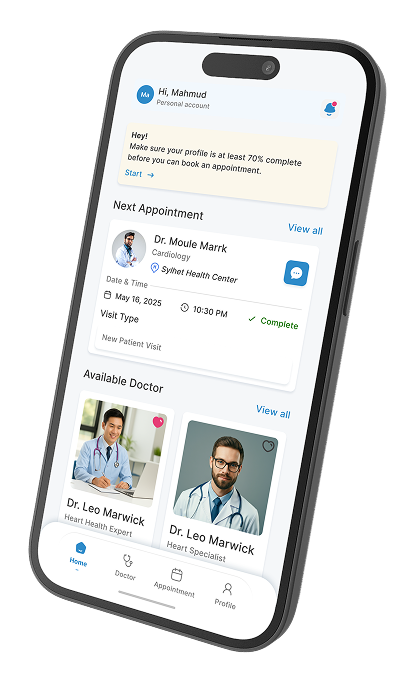 Ma
Hi, Mahmud
Personal account
Hey!
Make sure your profile is at least 70% complete
before you can book an appointment.
Start →
Next Appointment
View all
Dr. Moule Marrk
Cardiology
Sylhet Health Center
Date & Time
May 16, 2025
10:30 PM
Complete
Visit Type
New Patient Visit
Available Doctor
View all
Dr. Leo Marwick
Heart Health Expert
Dr. Leo Marwick
Heart Specialist
Home
Doctor
Appointment
Profile